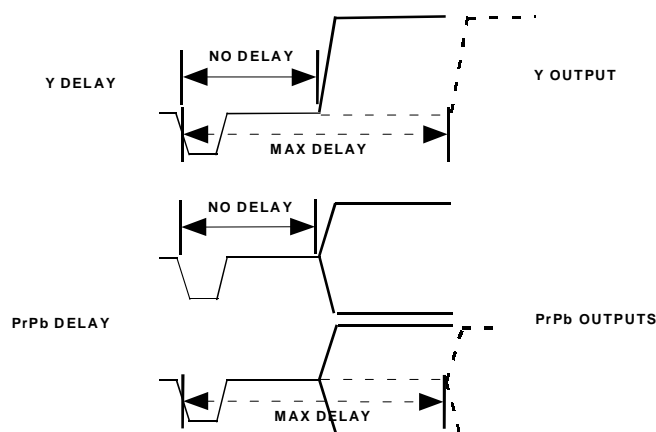 NO DELAY
Y DELAY
Y OUTPUT
MAX DELAY
NO DELAY
PrPb DELAY
PrPb OUTPUTS
MAX DELAY